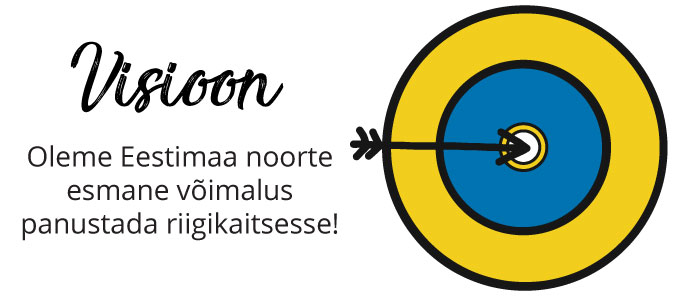 Visioon
Oleme Eestimaa noorte
esmane võimalus
panustada riigikaitsesse!